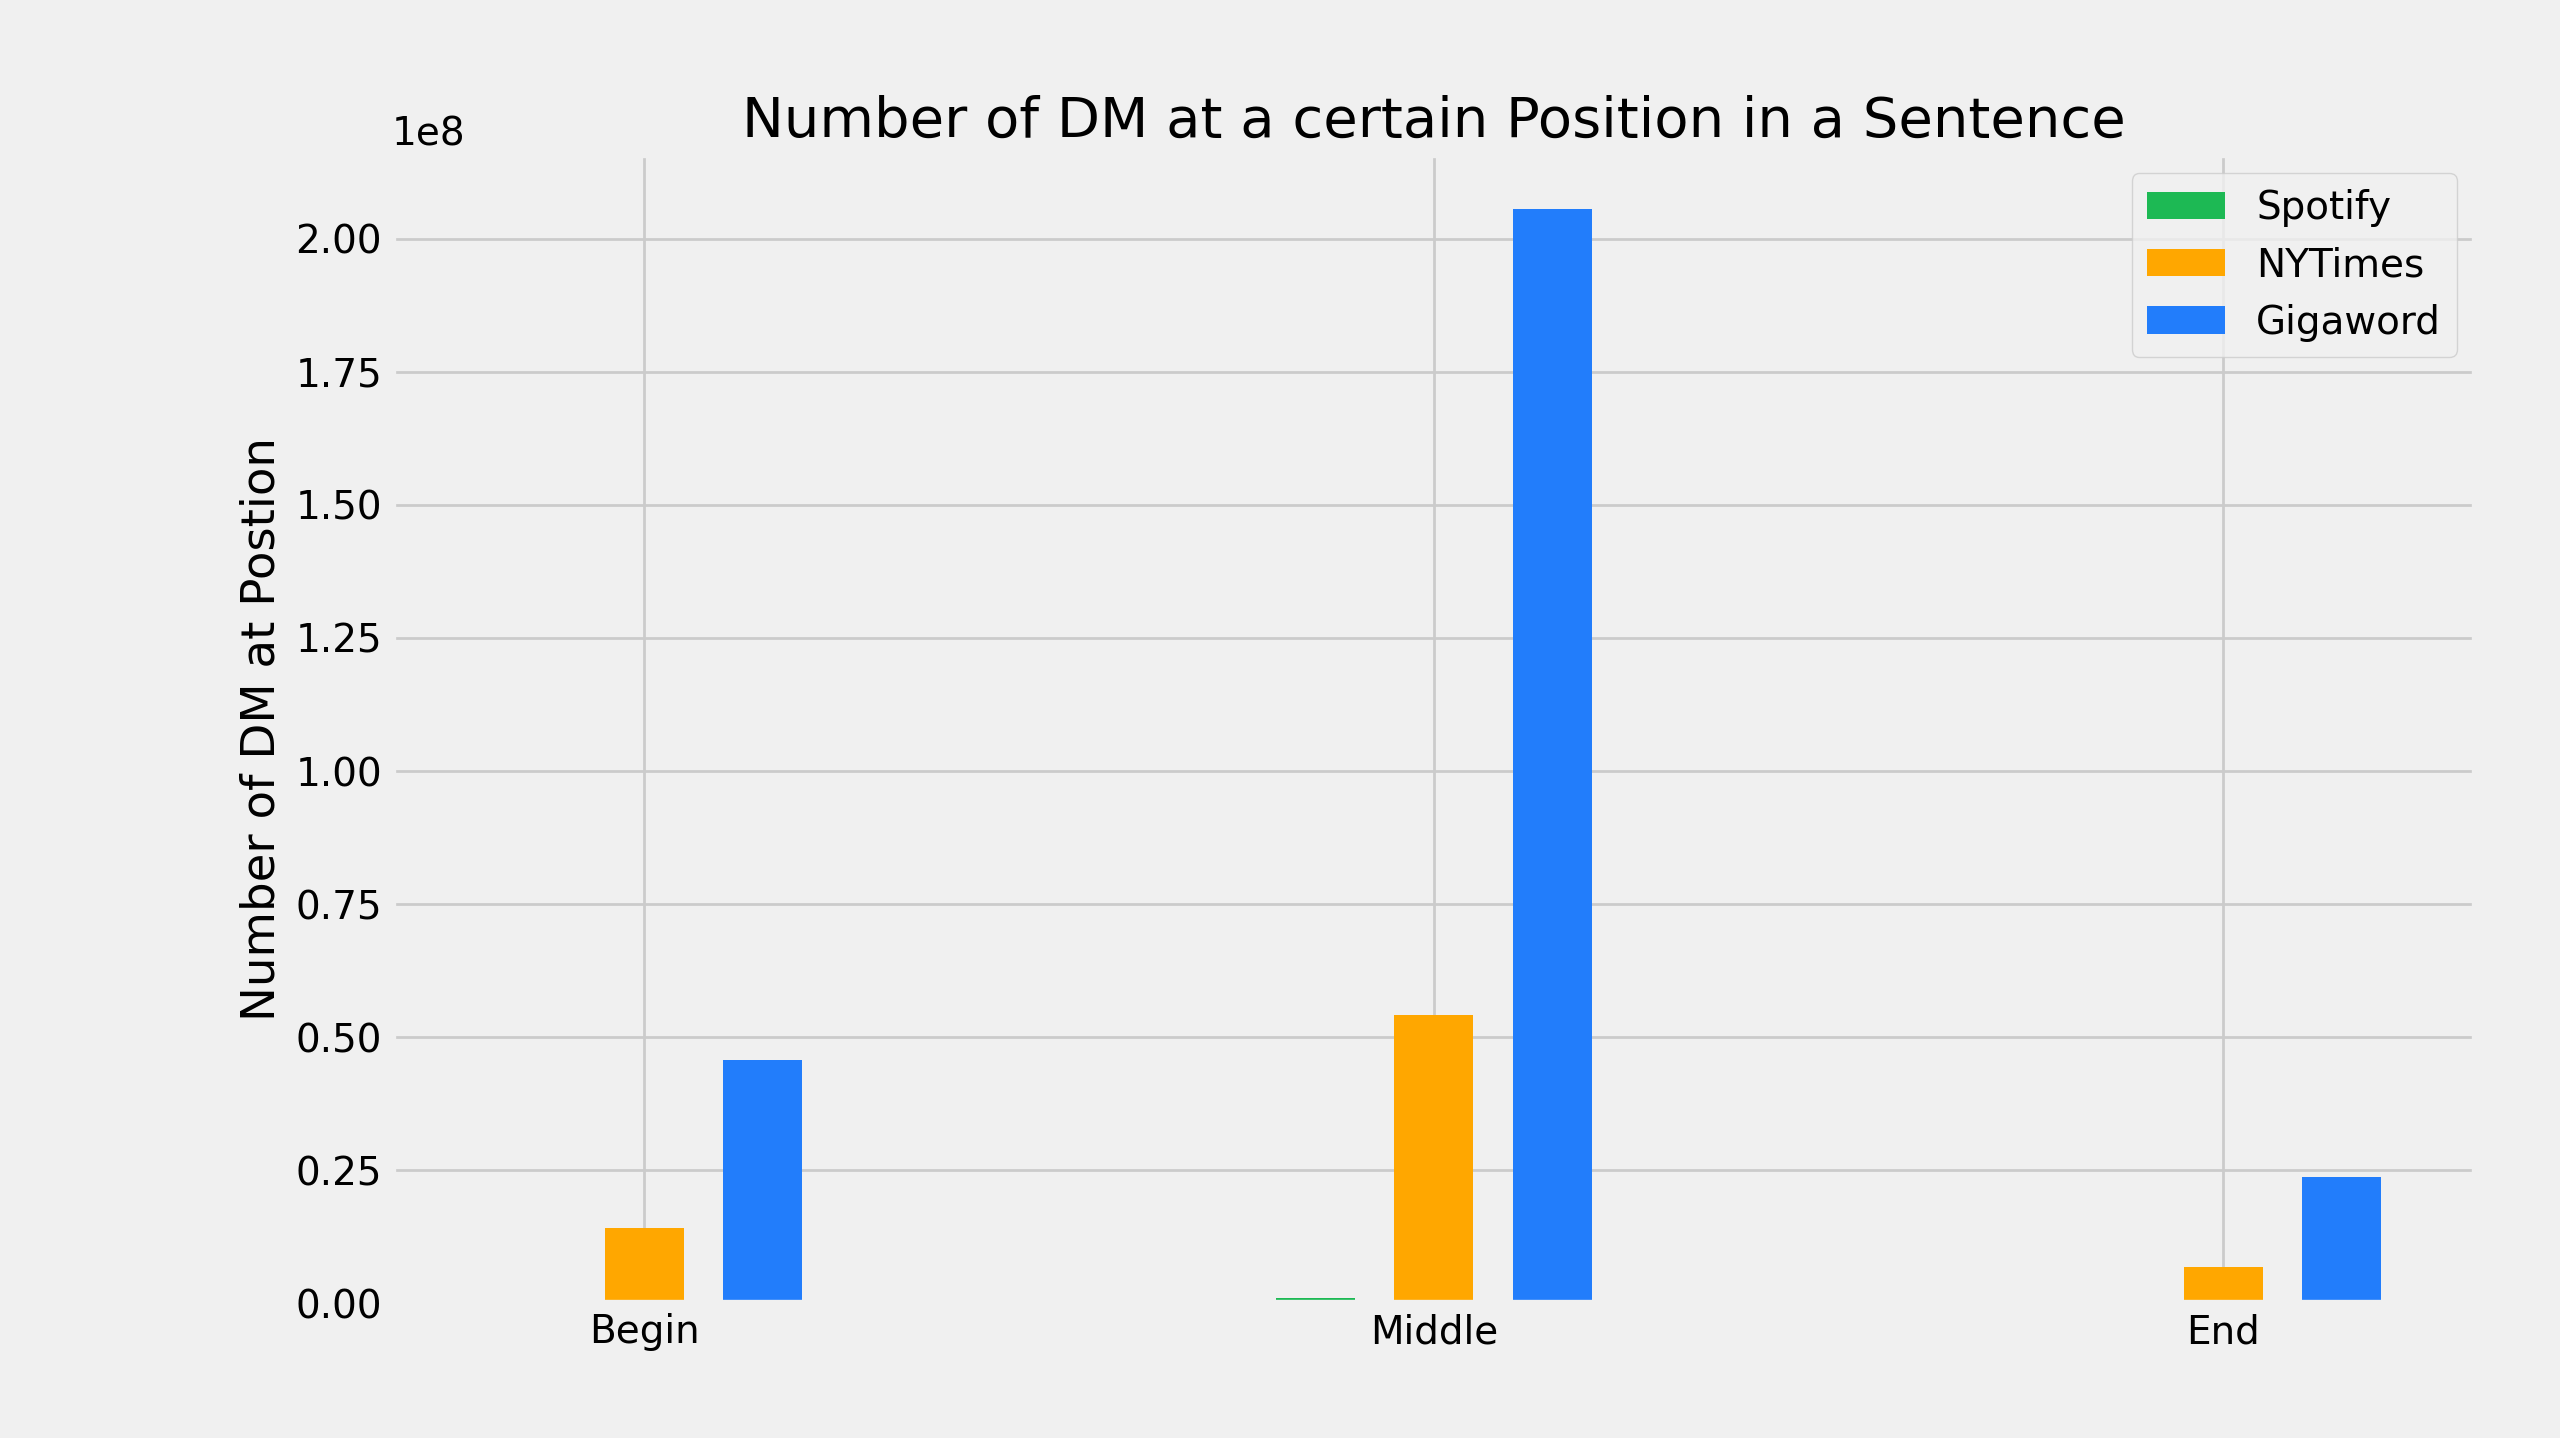 Number of DM at a certain Position in a Sentence
1e8
Spotify
NYTimes
Gigaword
Number of DM at Postion
2.00
1.75
1.50
1.25
1.00
0.75
0.50
0.25
0.00
Begin
Middle
End